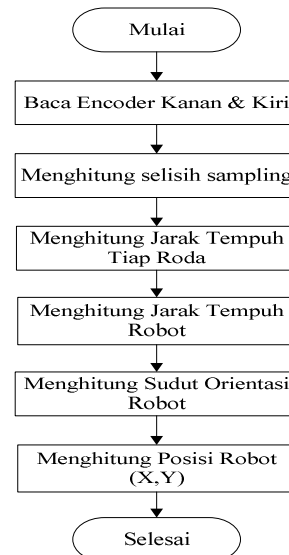 Mulai
Baca Encoder Kanan & Kiri
Menghitung selisih sampling
Menghitung Jarak Tempuh
Tiap Roda
Menghitung Jarak Tempuh
Robot
Menghitung Sudut Orientasi
Robot
Menghitung Posisi Robot
(X,Y)
Selesai